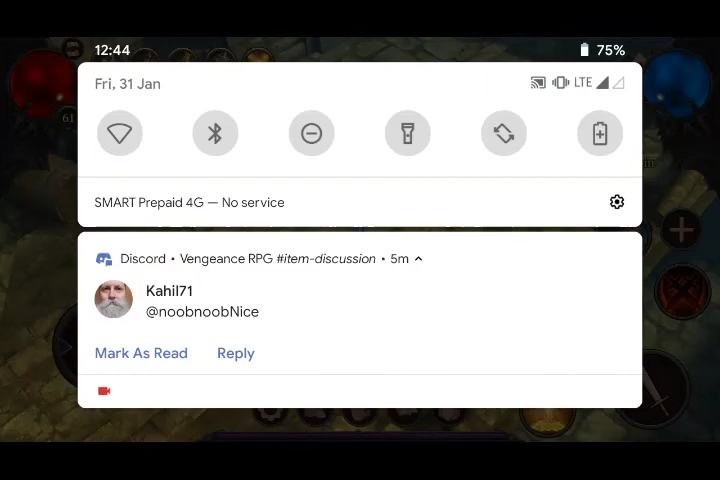 12:44
75%
Fri, 31 Jan
LTE
SMART Prepaid 4G — No service
Discord • Vengeance RPG #item-discussion • 5m
Kahil71
@noobnoobNice
Mark As Read Reply